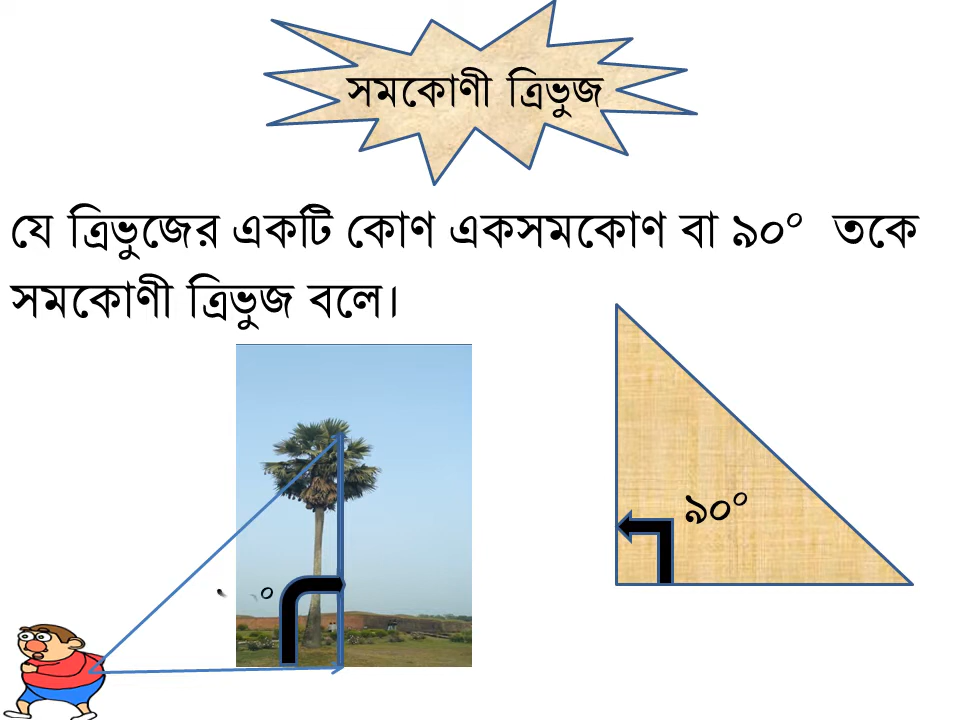 সমকোণী ত্রিভুজ
যে ত্রিভুজের একটি কোণ একসমকোণ বা ৯০° তকে
সমকোণী ত্রিভুজ বলে।
৯০°